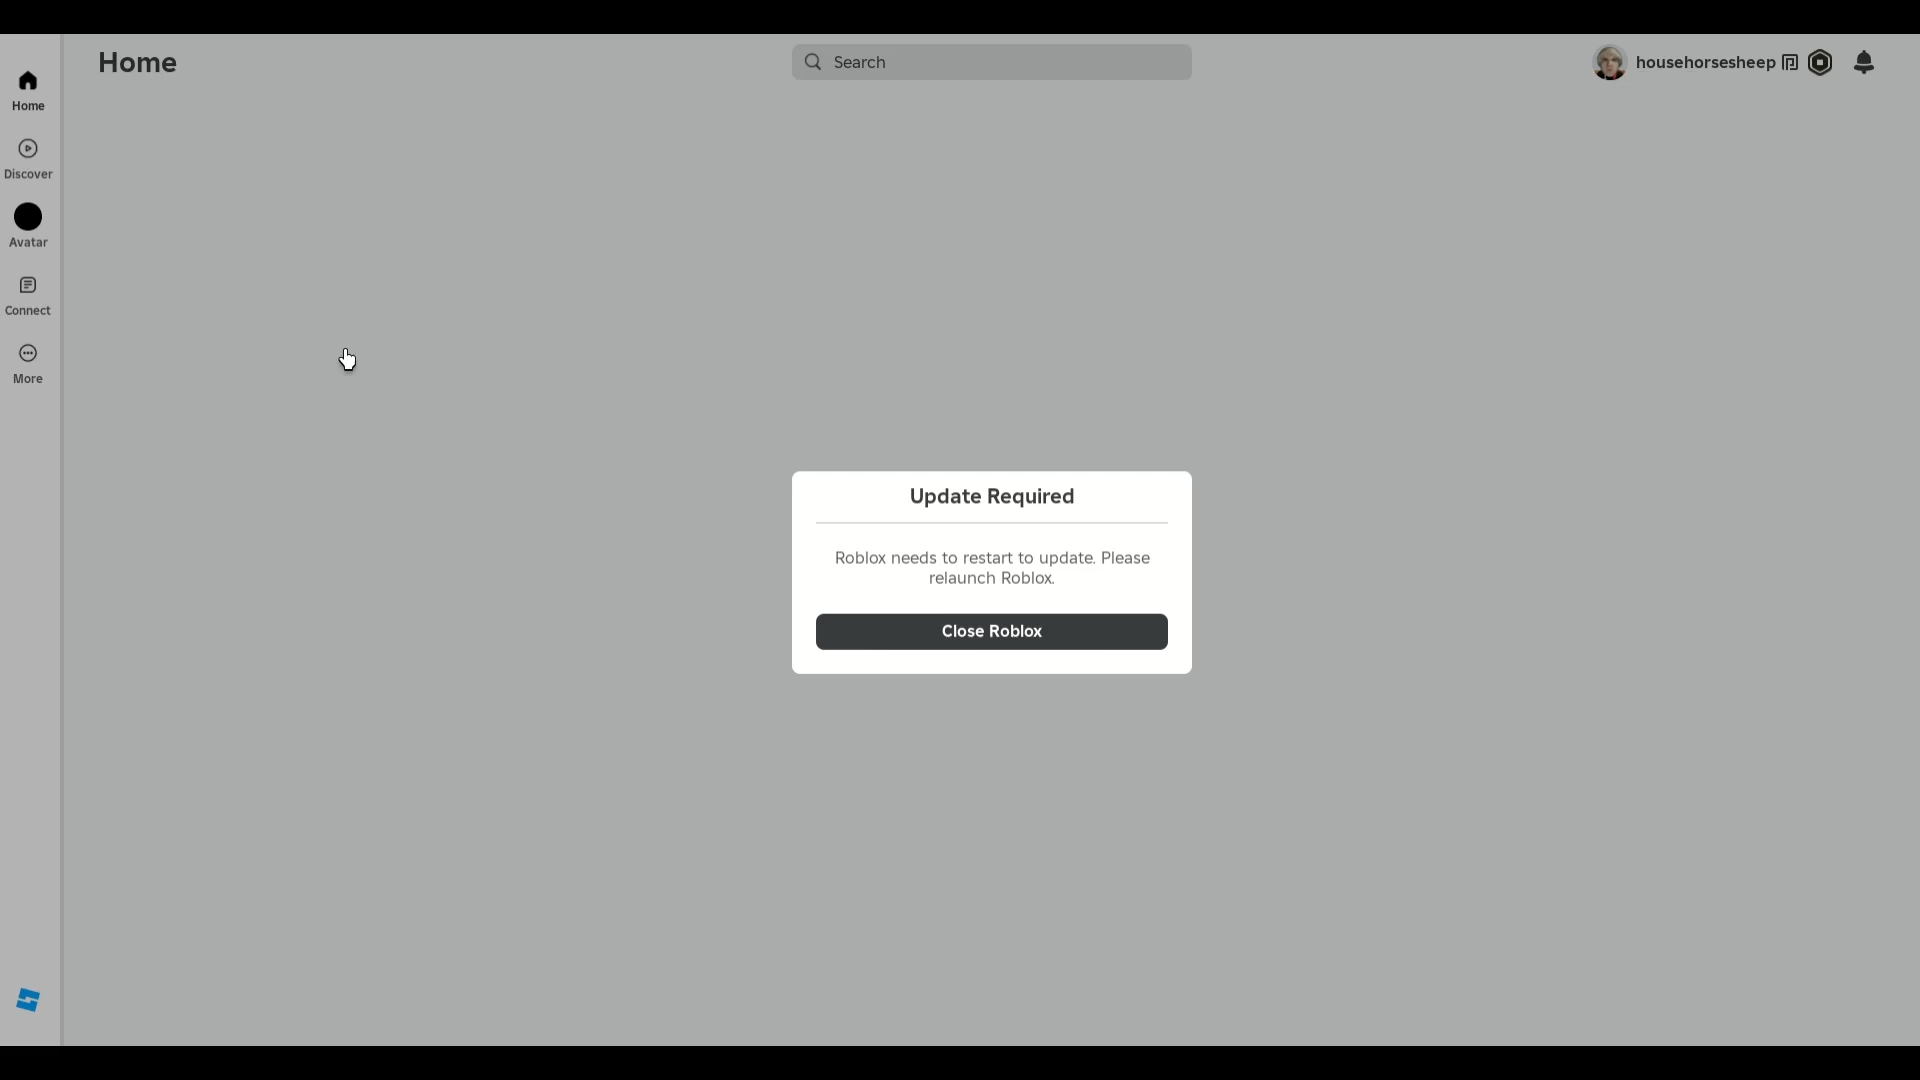 Home
Search
householdhorsesheep
Home
Discover
Avatar
Connect
More
Update Required
Roblox needs to restart to update. Please
relaunch Roblox.
Close Roblox